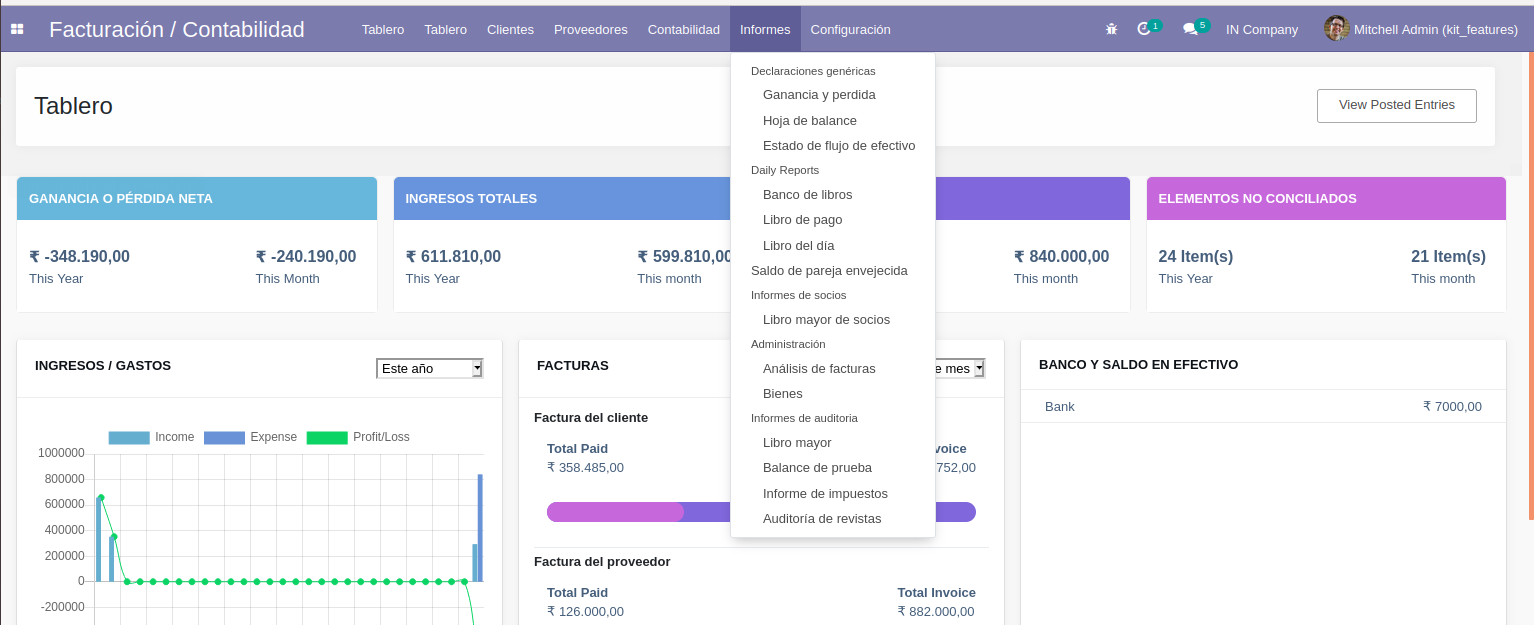 Facturación / Contabilidad
Tablero
Tablero
Clientes
Proveedores
Contabilidad
Informes
Configuración
1
5
IN Company
Mitchell Admin (kit_features)
Tablero
View Posted Entries
Declaraciones genéricas
Ganancia y perdida
Hoja de balance
Estado de flujo de efectivo
Daily Reports
Banco de libros
Libro de pago
Libro del día
Saldo de pareja envejecida
Informes de socios
Libro mayor de socios
Administración
Análisis de facturas
Bienes
Informes de auditoria
Libro mayor
Balance de prueba
Informe de impuestos
Auditoría de revistas
GANANCIA O PÉRDIDA NETA
₹ -348.190,00
₹ -240.190,00
This Year
This Month
INGRESOS TOTALES
₹ 611.810,00
₹ 599.810,00
This Year
This month
₹ 840.000,00
This month
ELEMENTOS NO CONCILIADOS
24 Item(s)
21 Item(s)
This Year
This month
INGRESOS / GASTOS
Este año
Income
Expense
Profit/Loss
1000000
800000
600000
400000
200000
0
-200000
FACTURAS
e mes
Factura del cliente
Total Paid
voice
₹ 358.485,00
752,00
Factura del proveedor
Total Paid
Total Invoice
₹ 126.000,00
₹ 882.000,00
BANCO Y SALDO EN EFECTIVO
Bank
₹ 7000,00